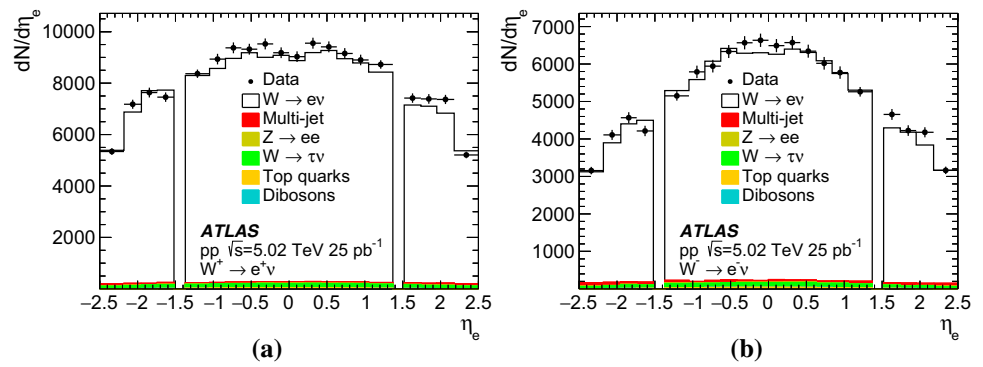 dN/dηe
10000
8000
6000
4000
2000
Data
W → eν
Multi-jet
Z → ee
W → τν
Top quarks
Dibosons
ATLAS
pp √s=5.02 TeV 25 pb⁻¹
W⁺ → e⁺ν
−2.5 −2 −1.5 −1 −0.5 0 0.5 1 1.5 2 2.5
ηe
(a)
dN/dηe
7000
6000
5000
4000
3000
2000
1000
Data
W → eν
Multi-jet
Z → ee
W → τν
Top quarks
Dibosons
ATLAS
pp √s=5.02 TeV 25 pb⁻¹
W⁻ → e⁻ν
−2.5 −2 −1.5 −1 −0.5 0 0.5 1 1.5 2 2.5
ηe
(b)